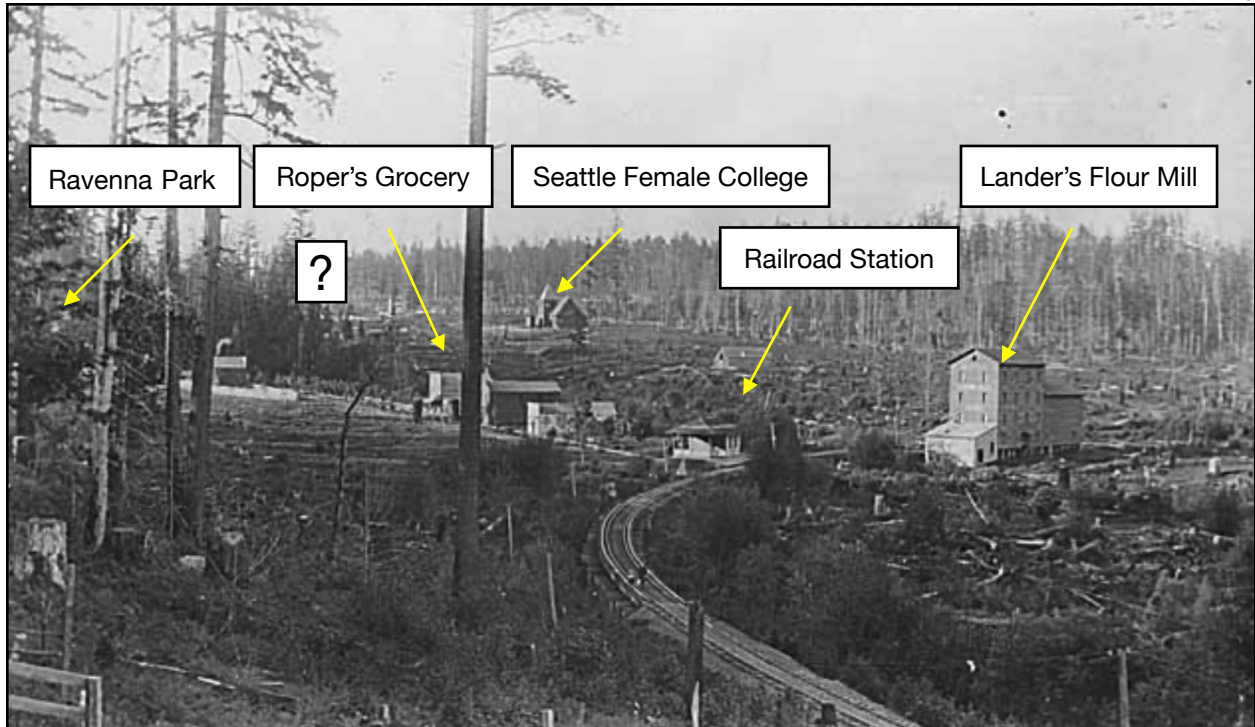 Ravenna Park
Roper's Grocery
Seattle Female College
Lander's Flour Mill
Railroad Station
?